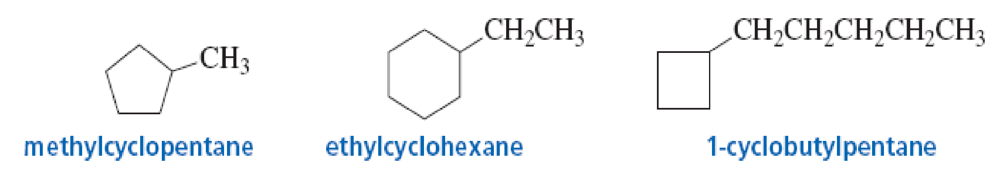 CH₃
CH₂CH₃
CH₂CH₂CH₂CH₂CH₃
methylcyclopentane
ethylcyclohexane
1-cyclobutylpentane